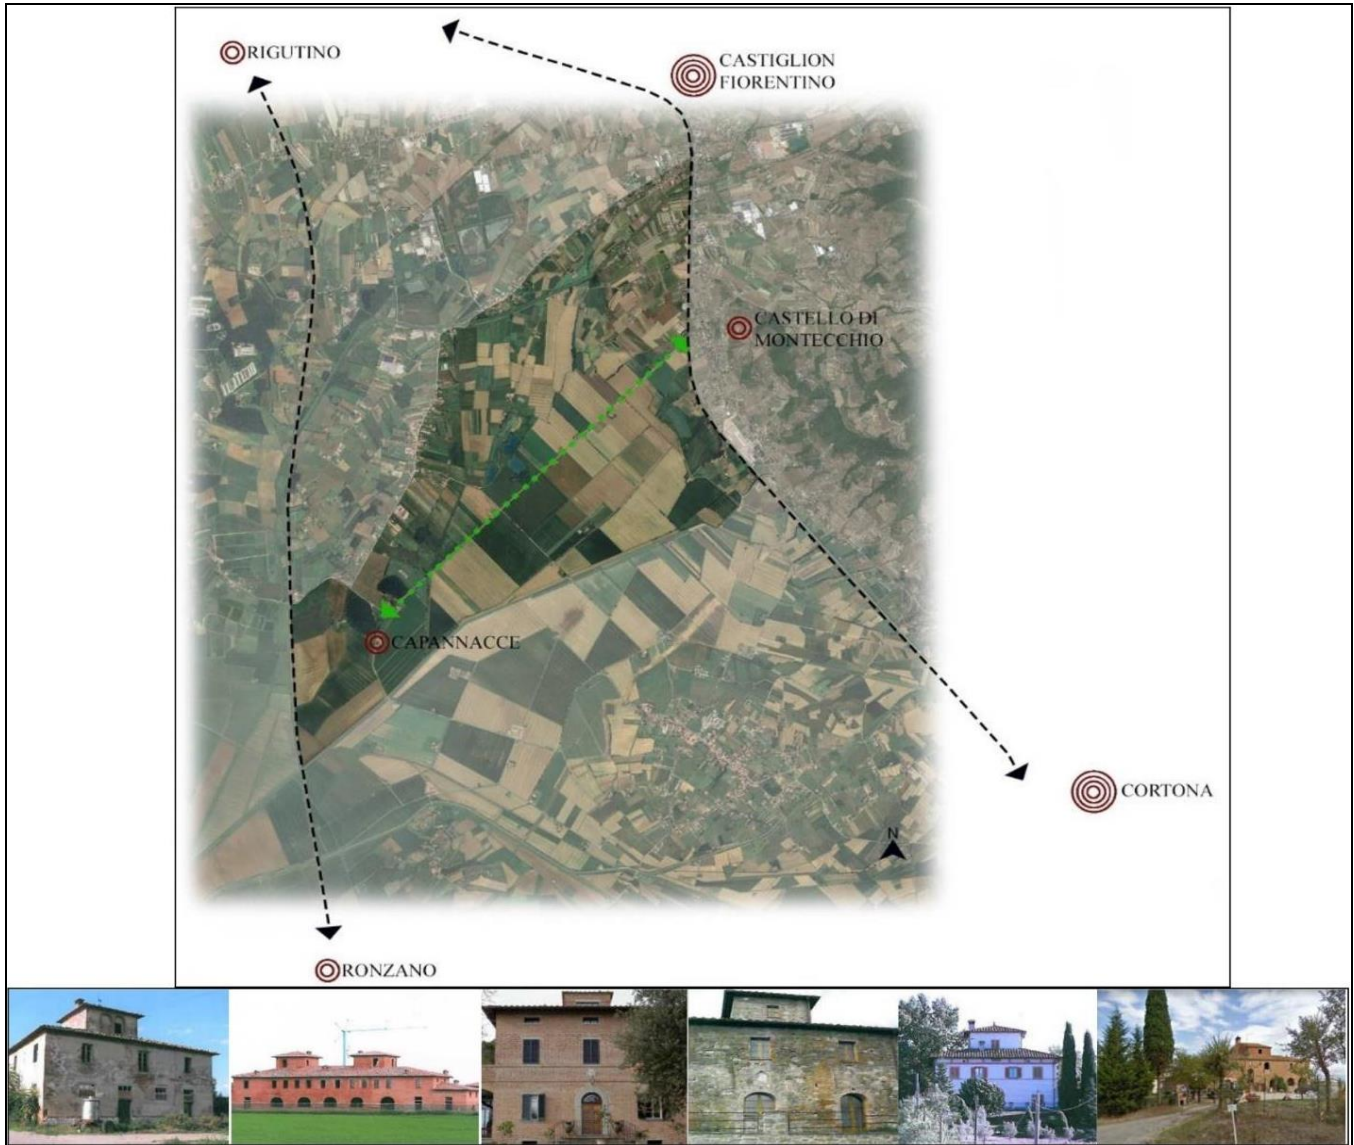 RIGUTINO
CASTIGLION
FIORENTINO
CASTELLO DI
MONTECCHIO
CAPANNACCE
CORTONA
N
RONZANO